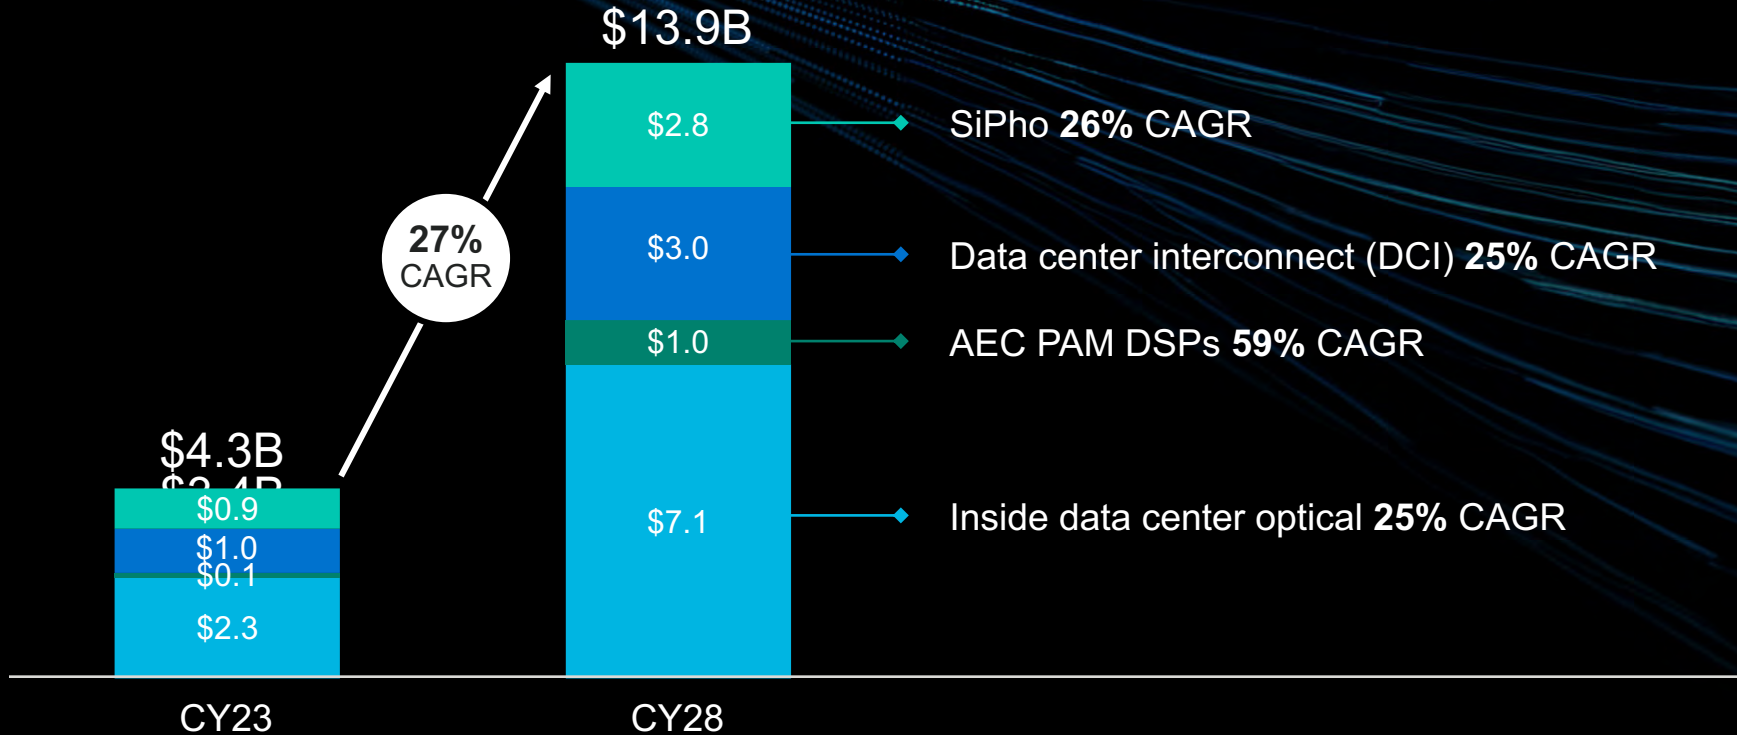 $13.9B
$2.8
SiPho 26% CAGR
27%
CAGR
$3.0
Data center interconnect (DCI) 25% CAGR
$1.0
AEC PAM DSPs 59% CAGR
$4.3B
$0.9
$1.0
$0.1
$2.3
$7.1
Inside data center optical 25% CAGR
CY23
CY28